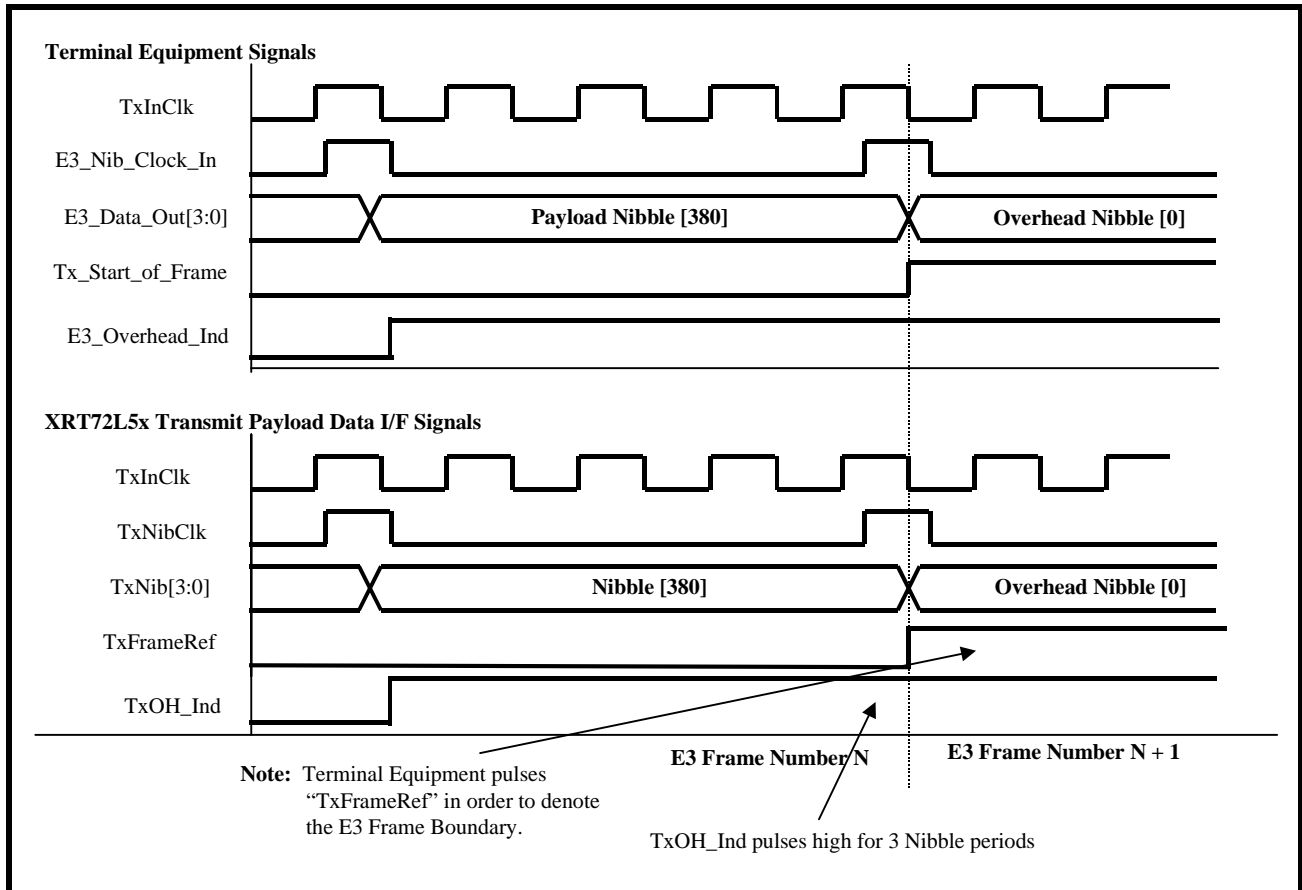 Terminal Equipment Signals
TxInClk
E3_Nib_Clock_In
E3_Data_Out[3:0]
Payload Nibble [380]
Overhead Nibble [0]
Tx_Start_of_Frame
E3_Overhead_Ind
XRT72L5x Transmit Payload Data I/F Signals
TxInClk
TxNibClk
TxNib[3:0]
Nibble [380]
Overhead Nibble [0]
TxFrameRef
TxOH_Ind
E3 Frame Number N
E3 Frame Number N + 1
Note: Terminal Equipment pulses
“TxFrameRef” in order to denote
the E3 Frame Boundary.
TxOH_Ind pulses high for 3 Nibble periods